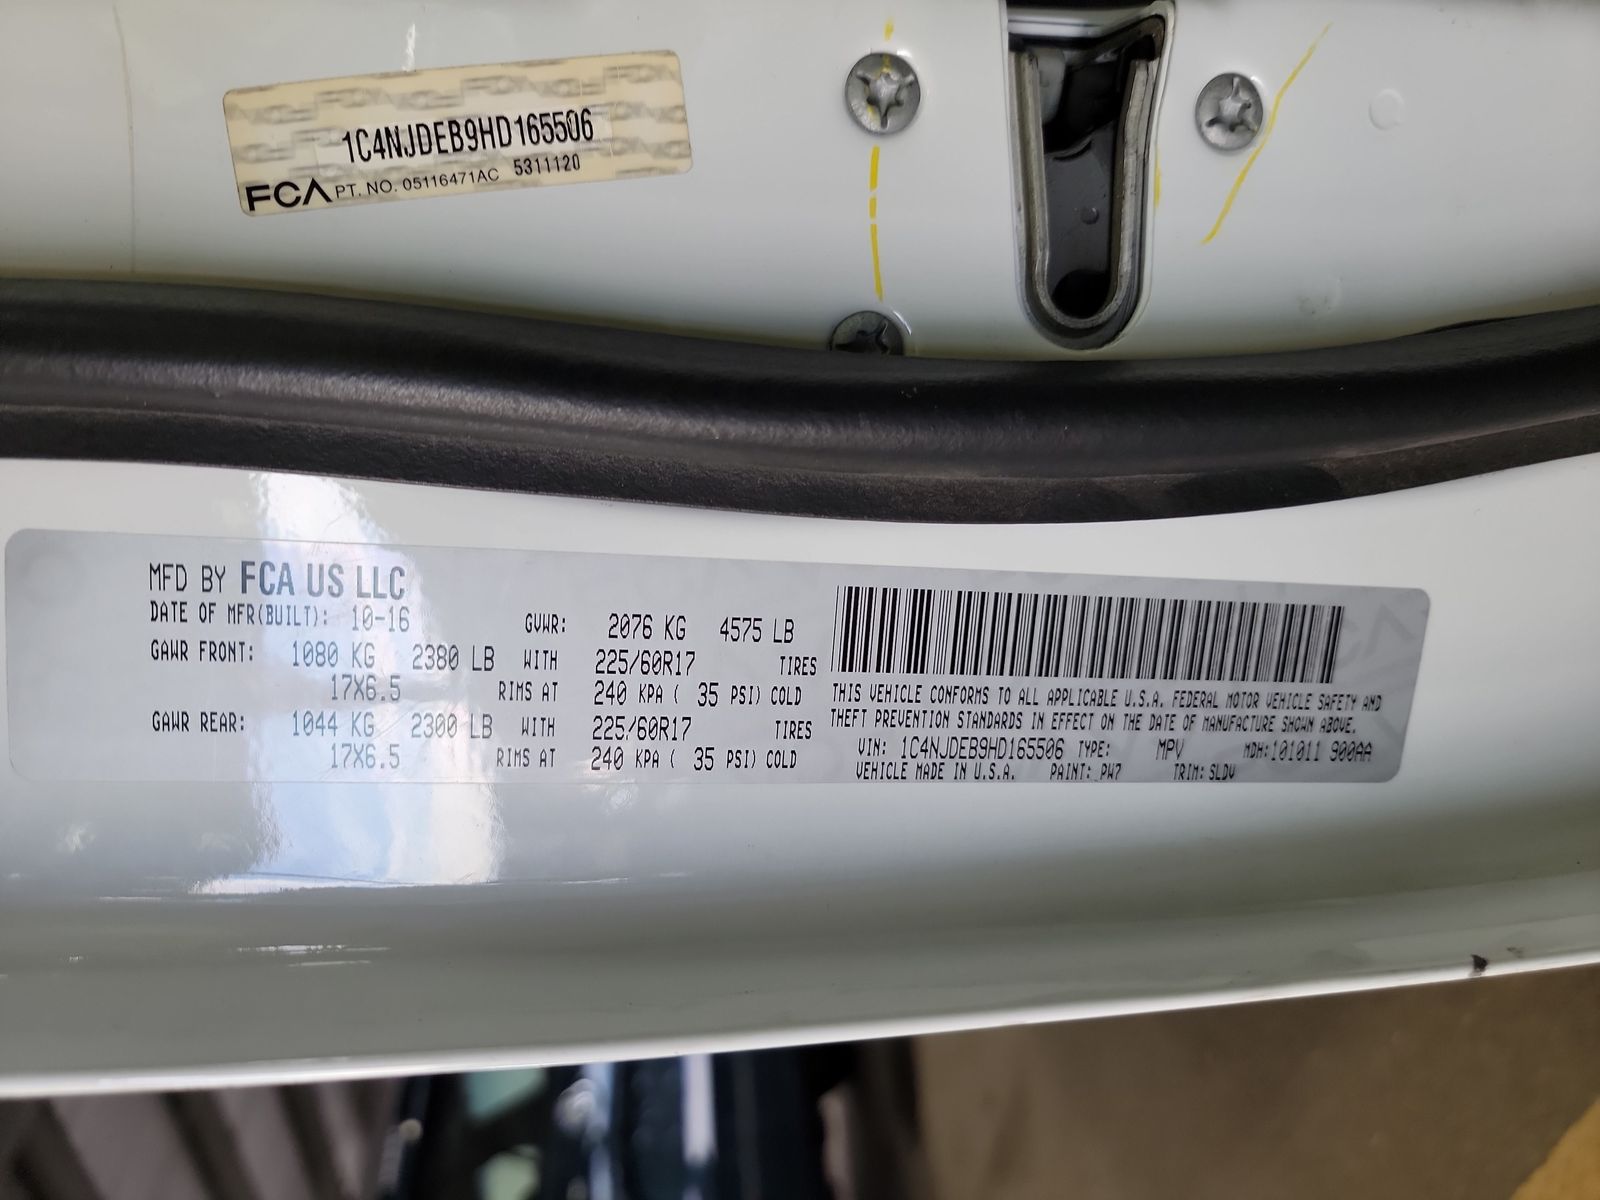 1C4NJDEB9HD165506
FCA PT. NO. 05116471AC 5311120
MFD BY FCA US LLC
DATE OF MFR(BUILT): 10-16 GVWR: 2076 KG 4575 LB
GAWR FRONT: 1080 KG 2380 LB WITH 225/60R17 TIRES
17X6.5 RIMS AT 240 KPA ( 35 PSI) COLD
GAWR REAR: 1044 KG 2300 LB WITH 225/60R17 TIRES
17X6.5 RIMS AT 240 KPA ( 35 PSI) COLD
THIS VEHICLE CONFORMS TO ALL APPLICABLE U.S.A. FEDERAL MOTOR VEHICLE SAFETY AND
THEFT PREVENTION STANDARDS IN EFFECT ON THE DATE OF MANUFACTURE SHOWN ABOVE.
VIN: 1C4NJDEB9HD165506 TYPE: MPV MDH:101011 900AA
VEHICLE MADE IN U.S.A. PAINT: PW7 TRIM: SLDV